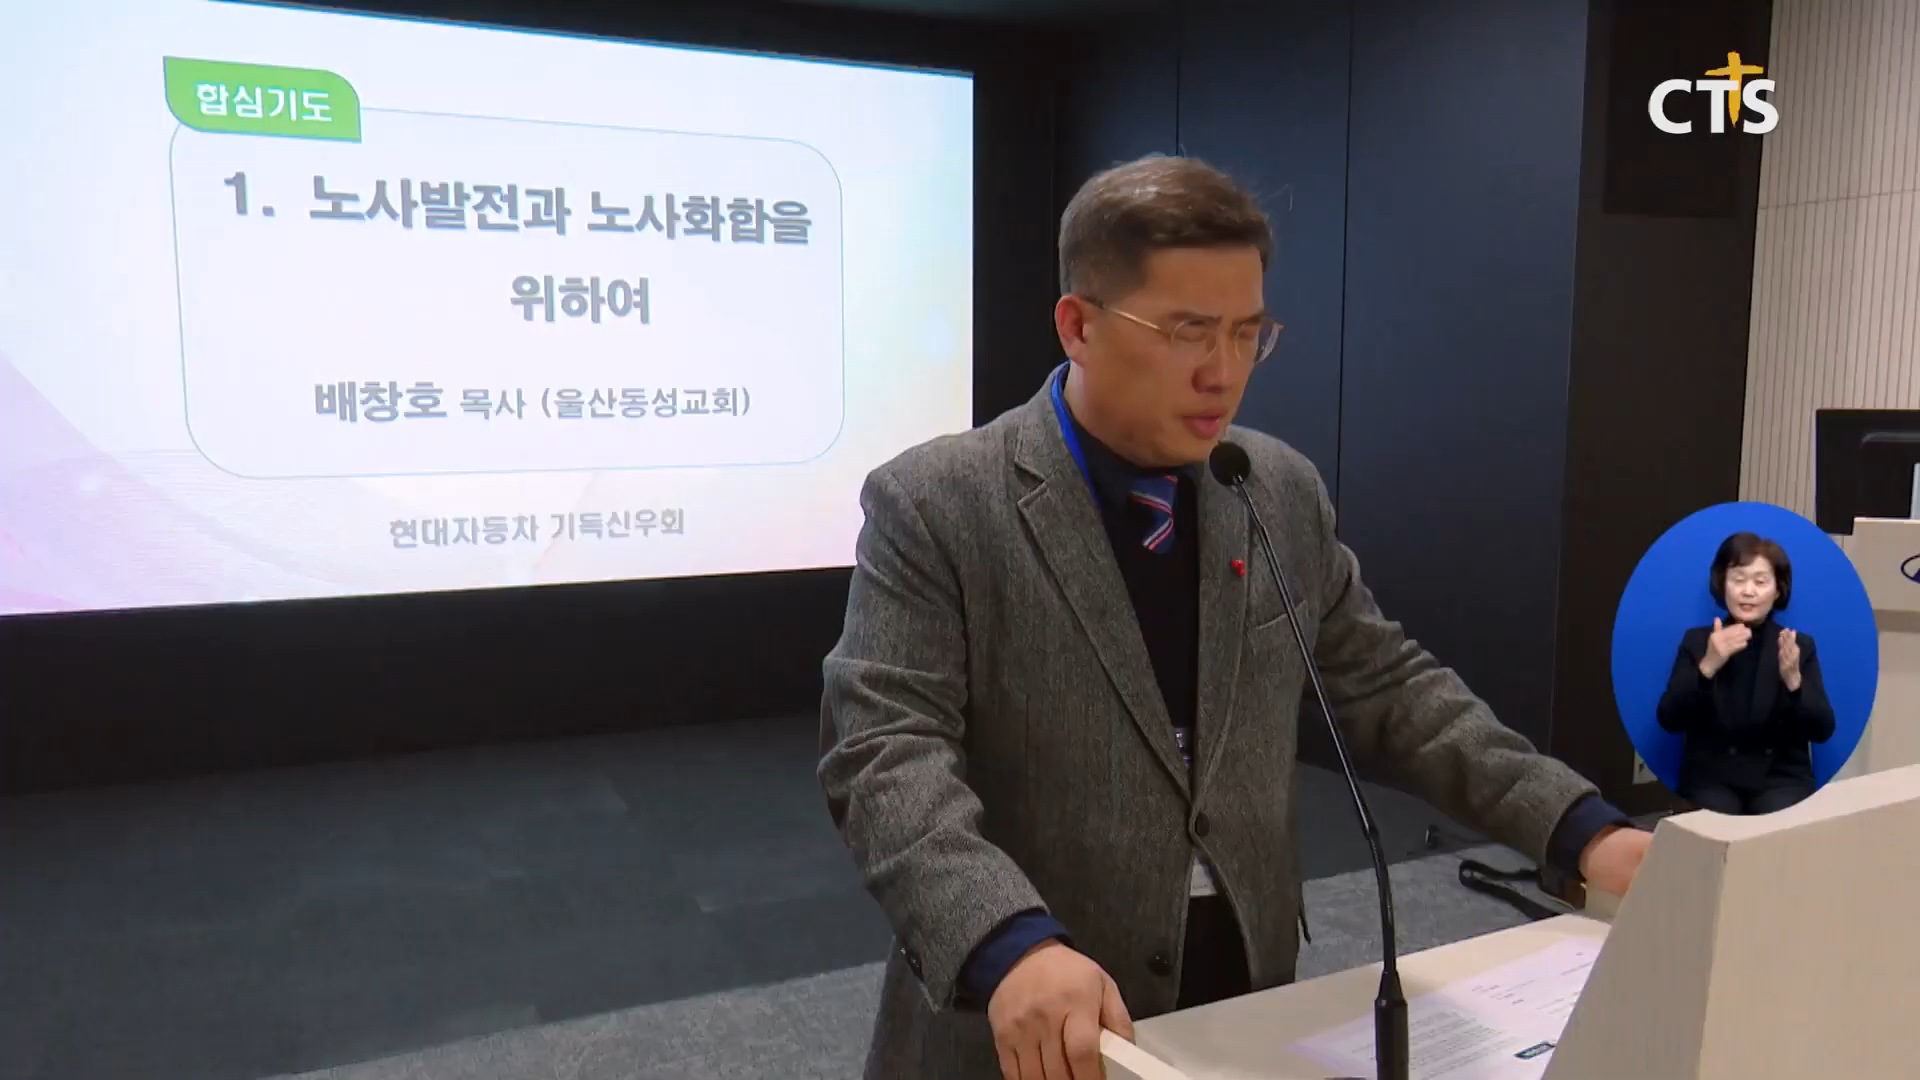 합심기도
1. 노사발전과 노사화합을
위하여
배창호 목사 (울산동성교회)
현대자동차 기독신우회
CTS